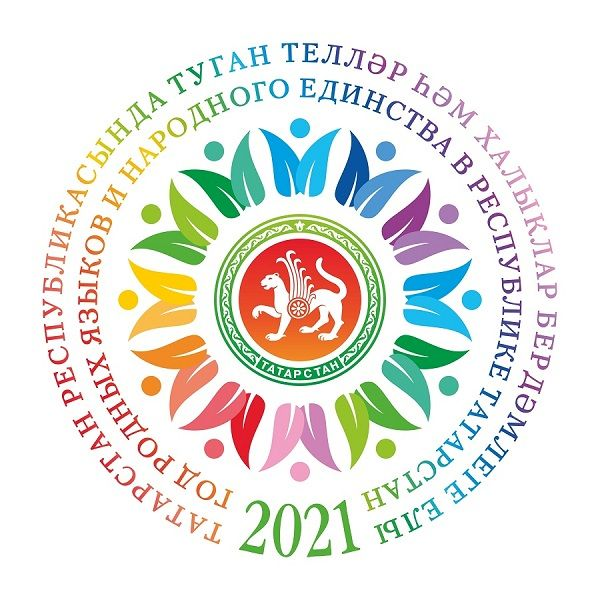 ТАТАРСТАН РЕСПУБЛИКАСЫНДА ТУГАН ТЕЛЛӘР ҺӘМ ХАЛЫКЛАР БЕРДӘМЛЕГЕ ЕЛЫ
ГОД РОДНЫХ ЯЗЫКОВ И НАРОДНОГО ЕДИНСТВА В РЕСПУБЛИКЕ ТАТАРСТАН
ТАТАРСТАН
2021